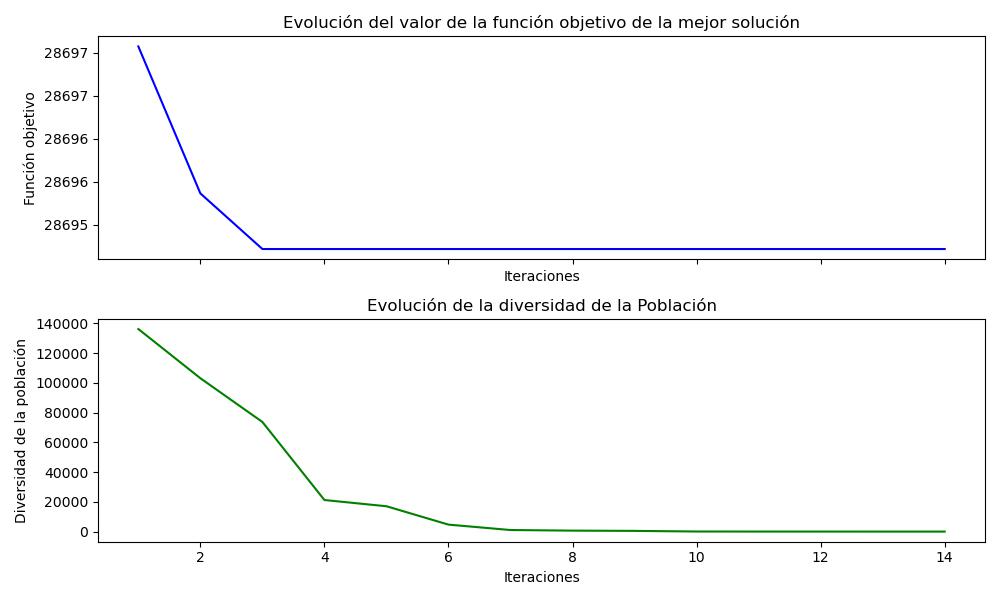 Evolución del valor de la función objetivo de la mejor solución
28697
28697
28696
28696
28695
Función objetivo
Iteraciones
Evolución de la diversidad de la Población
140000
120000
100000
80000
60000
40000
20000
0
Diversidad de la población
2 4 6 8 10 12 14
Iteraciones